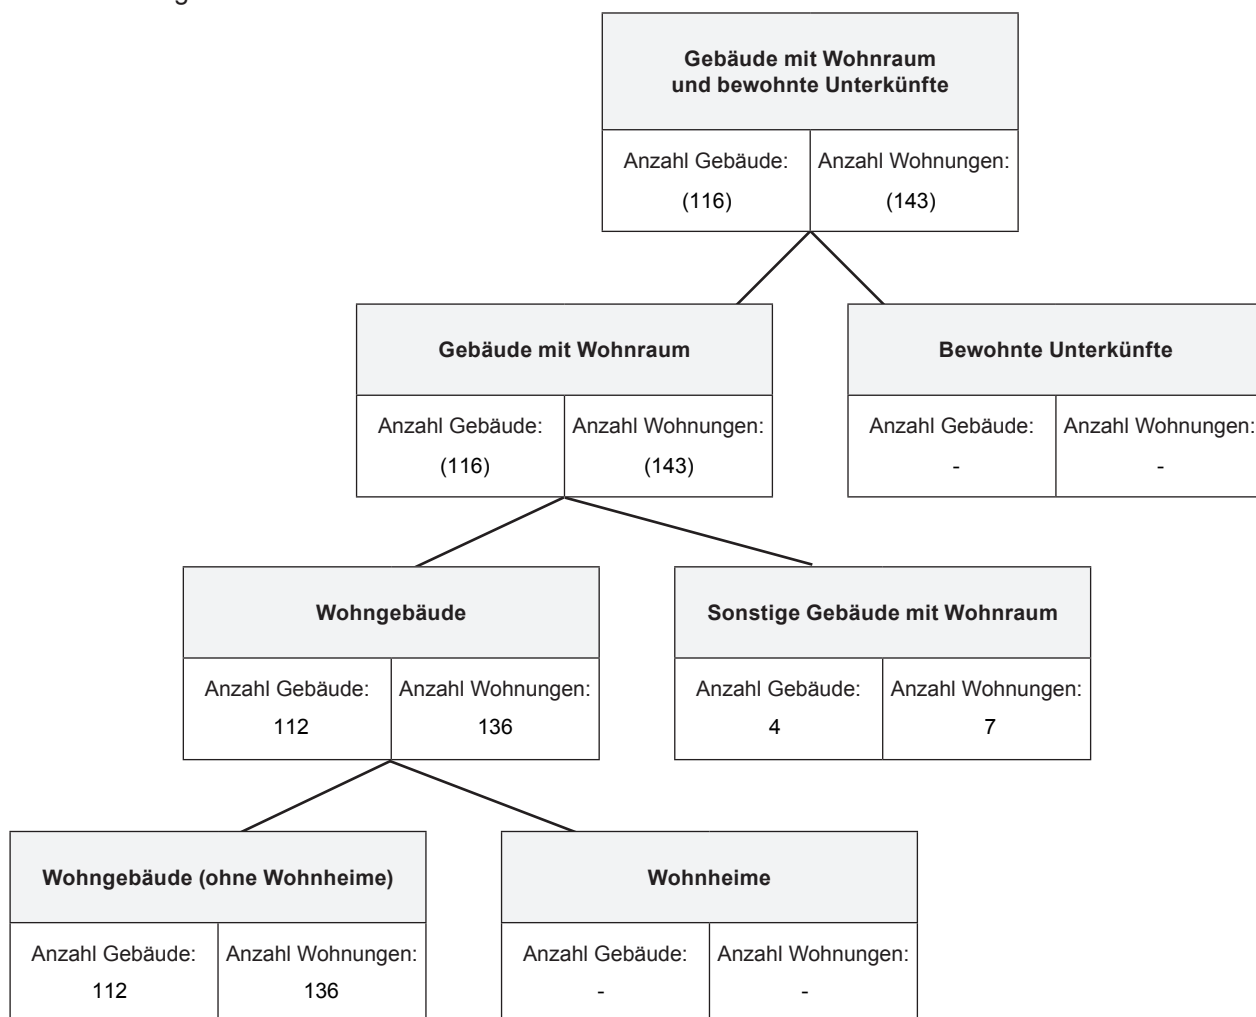 Gebäude mit Wohnraum
und bewohnte Unterkünfte
Anzahl Gebäude: Anzahl Wohnungen:
(116) (143)
Gebäude mit Wohnraum Bewohnte Unterkünfte
Anzahl Gebäude: Anzahl Wohnungen: Anzahl Gebäude: Anzahl Wohnungen:
(116) (143) - -
Wohngebäude Sonstige Gebäude mit Wohnraum
Anzahl Gebäude: Anzahl Wohnungen: Anzahl Gebäude: Anzahl Wohnungen:
112 136 4 7
Wohngebäude (ohne Wohnheime) Wohnheime
Anzahl Gebäude: Anzahl Wohnungen: Anzahl Gebäude: Anzahl Wohnungen:
112 136 - -